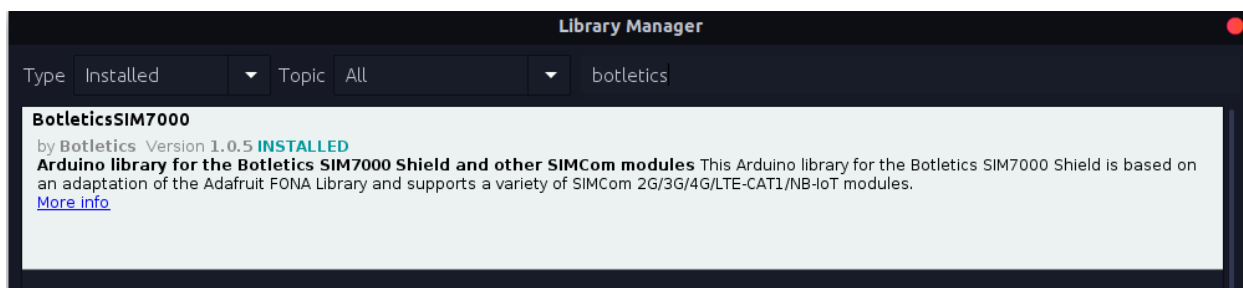 Library Manager
Type Installed Topic All botletics
BotleticsSIM7000
by Botletics Version 1.0.5 INSTALLED
Arduino library for the Botletics SIM7000 Shield and other SIMCom modules This Arduino library for the Botletics SIM7000 Shield is based on
an adaptation of the Adafruit FONA Library and supports a variety of SIMCom 2G/3G/4G/LTE-CAT1/NB-IoT modules.
More info